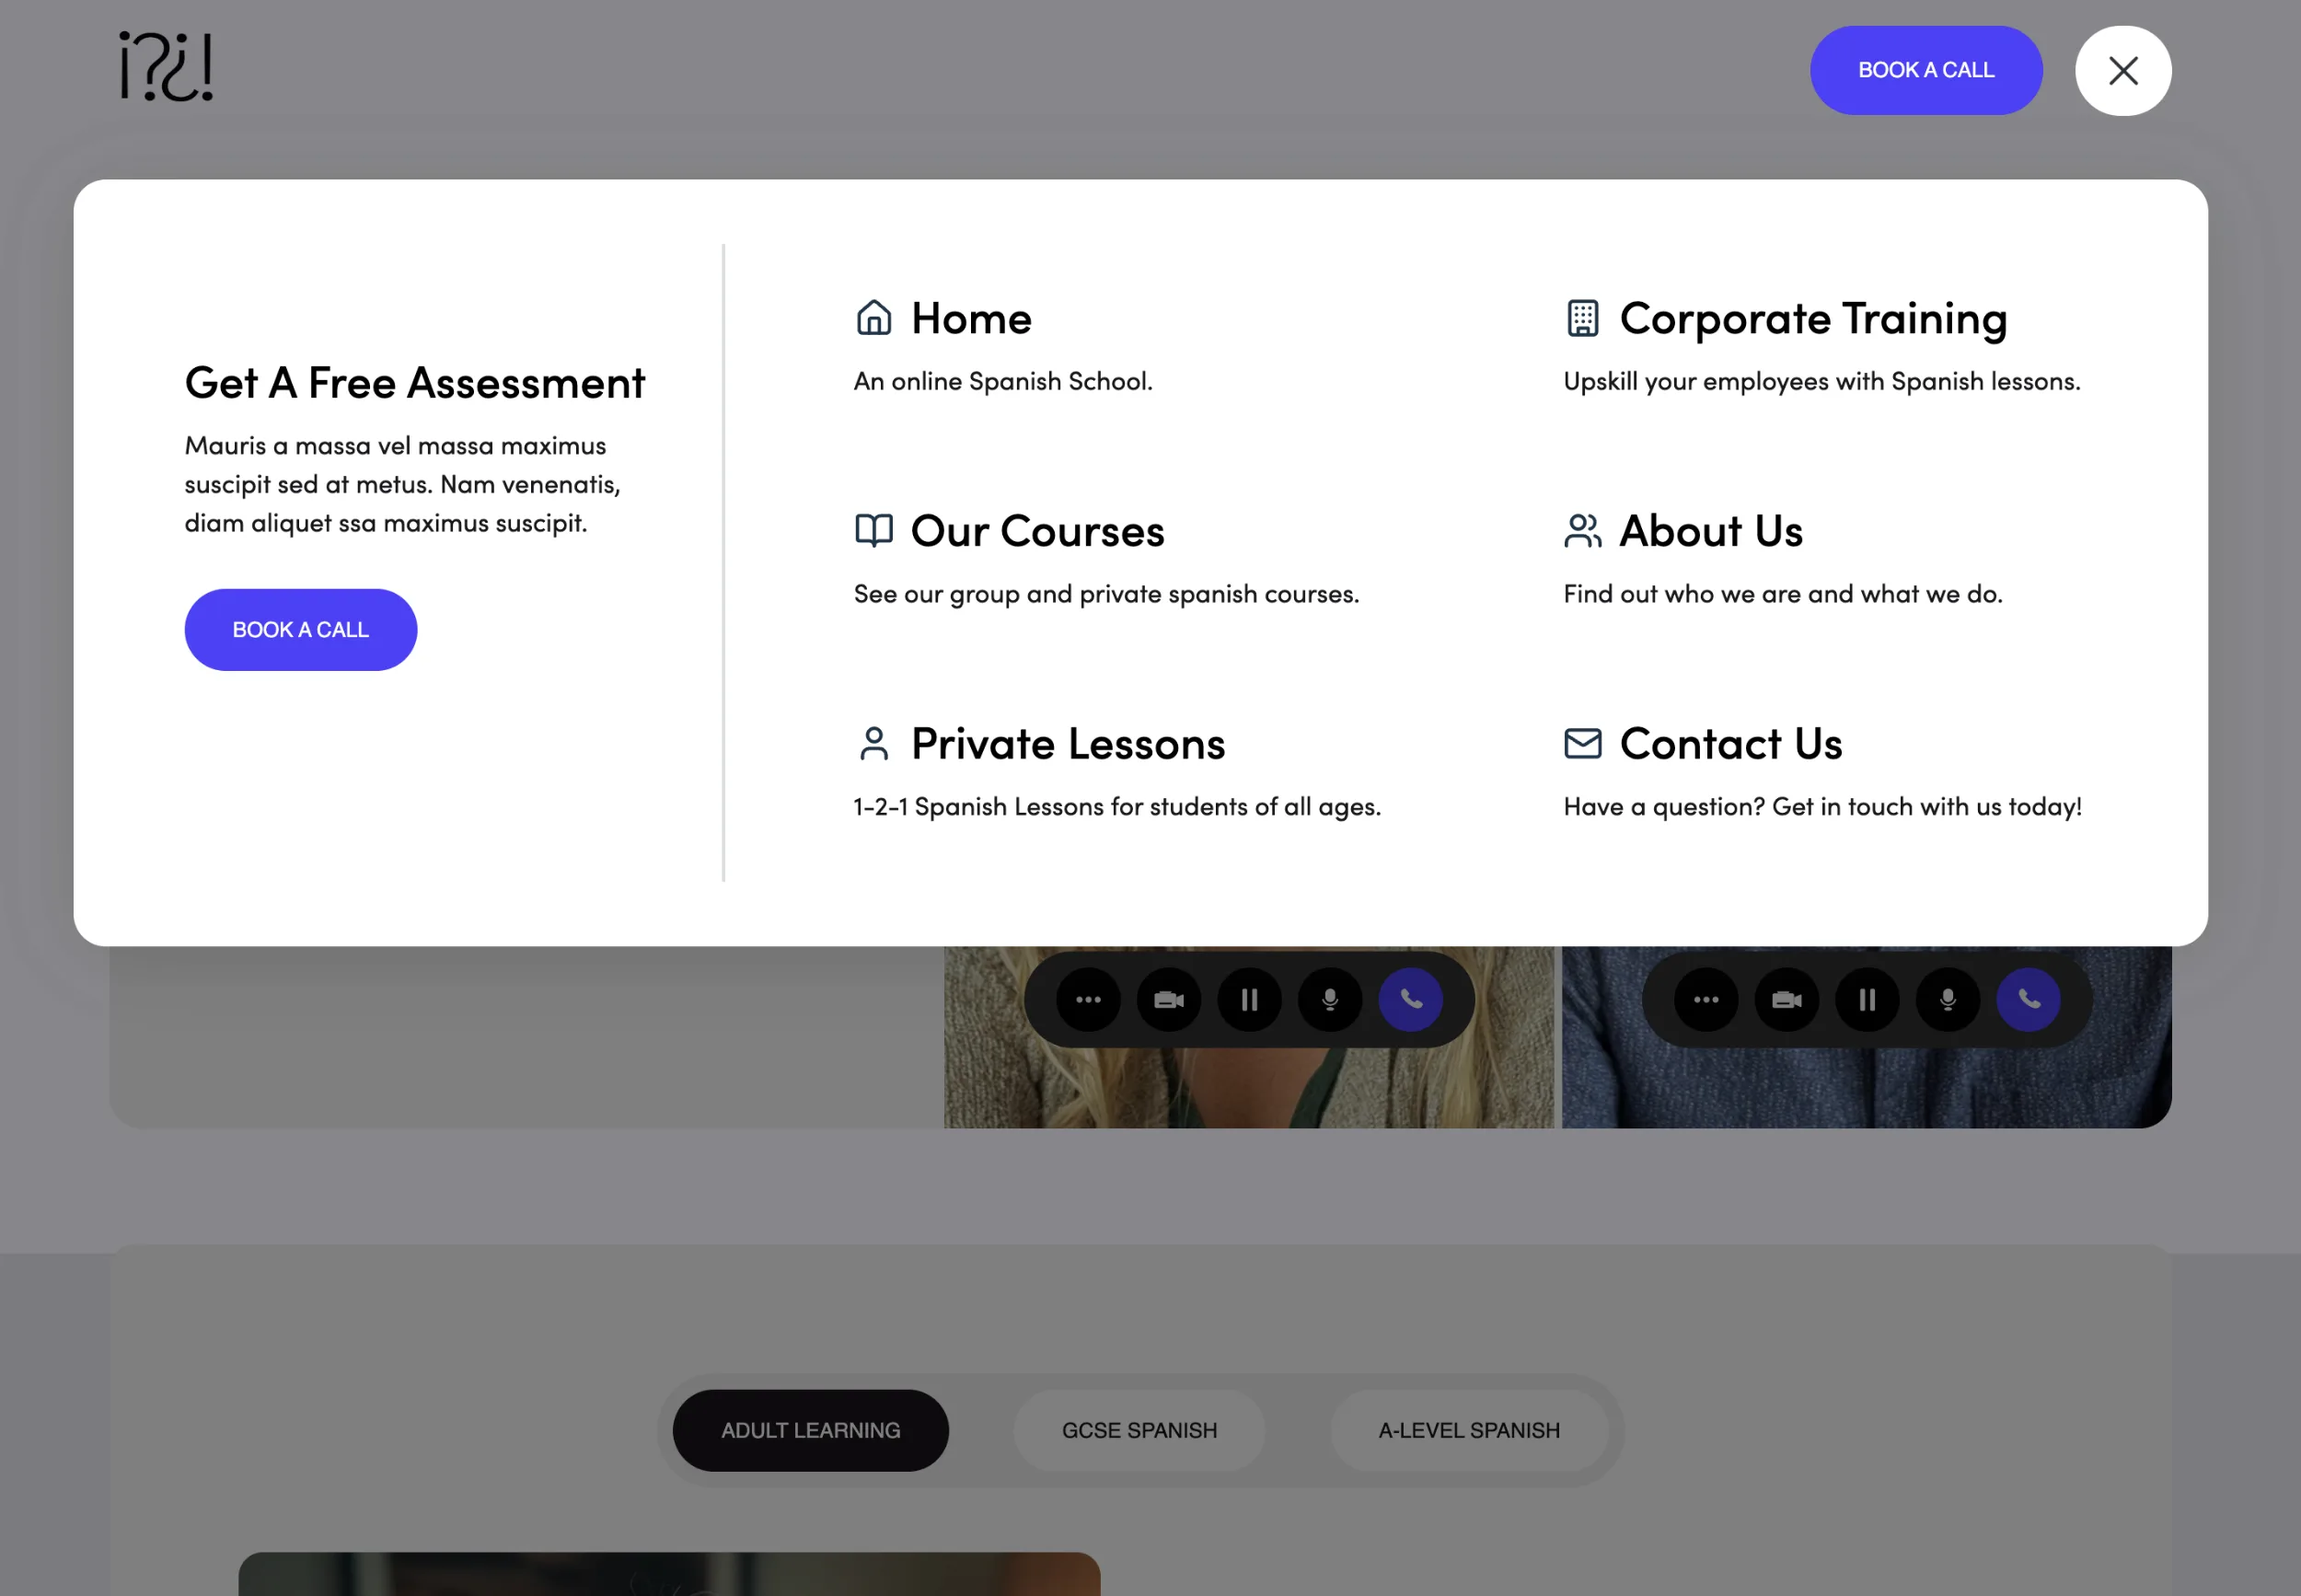 ¡?¿!
BOOK A CALL
Get A Free Assessment
Mauris a massa vel massa maximus
suscipit sed at metus. Nam venenatis,
diam aliquet ssa maximus suscipit.
BOOK A CALL
Home
An online Spanish School.
Our Courses
See our group and private spanish courses.
Private Lessons
1-2-1 Spanish Lessons for students of all ages.
Corporate Training
Upskill your employees with Spanish lessons.
About Us
Find out who we are and what we do.
Contact Us
Have a question? Get in touch with us today!
ADULT LEARNING
GCSE SPANISH
A-LEVEL SPANISH